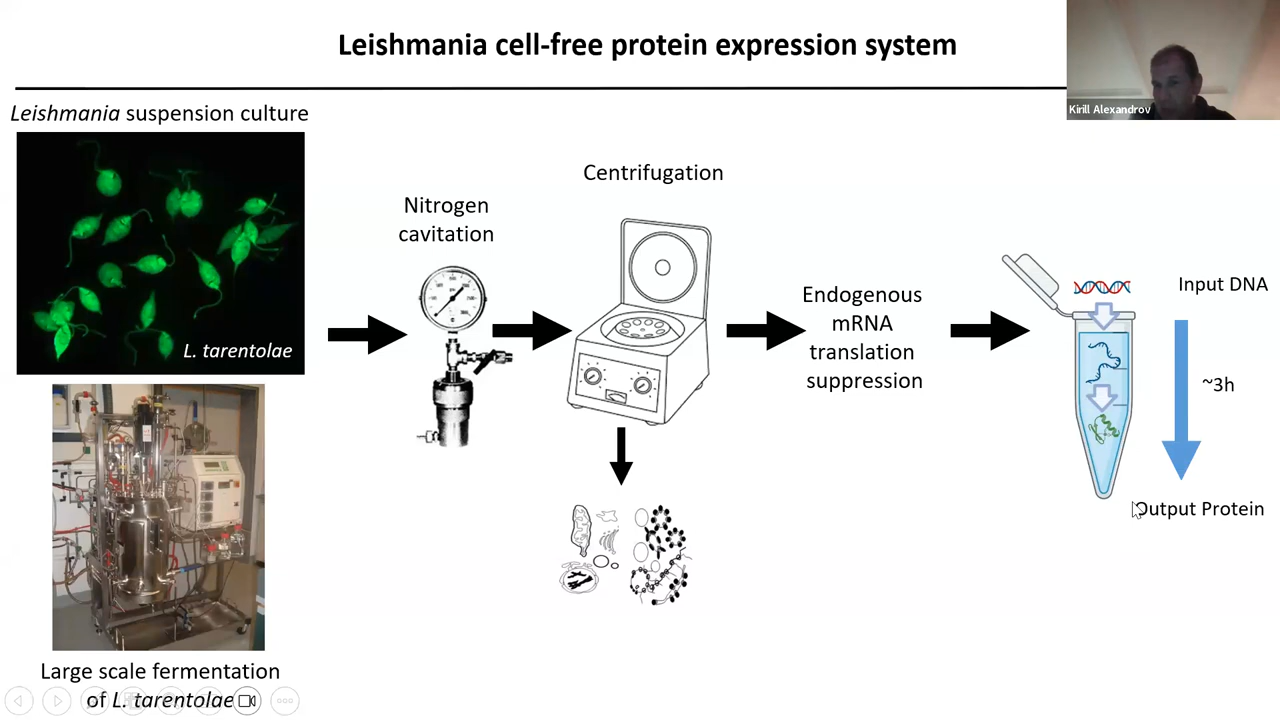 Leishmania cell-free protein expression system
Kirill Alexandrov
Leishmania suspension culture
L. tarentolae
Nitrogen
cavitation
Centrifugation
Endogenous
mRNA
translation
suppression
Input DNA
~3h
Output Protein
Large scale fermentation
of L. tarentolae